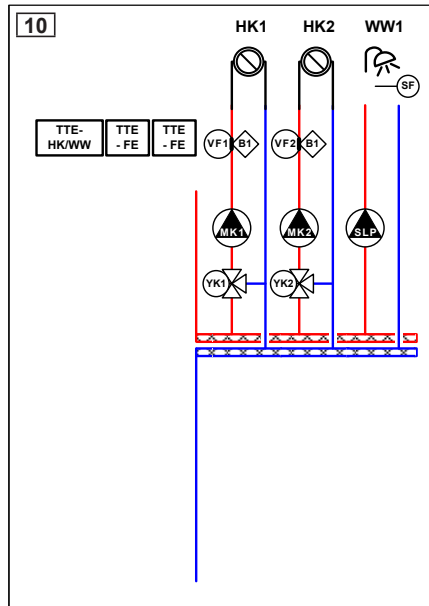 10
HK1 HK2 WW1
SF
TTE-
HK/WW
TTE
- FE
TTE
- FE
VF1 B1 VF2 B1
MK1 MK2 SLP
YK1 YK2